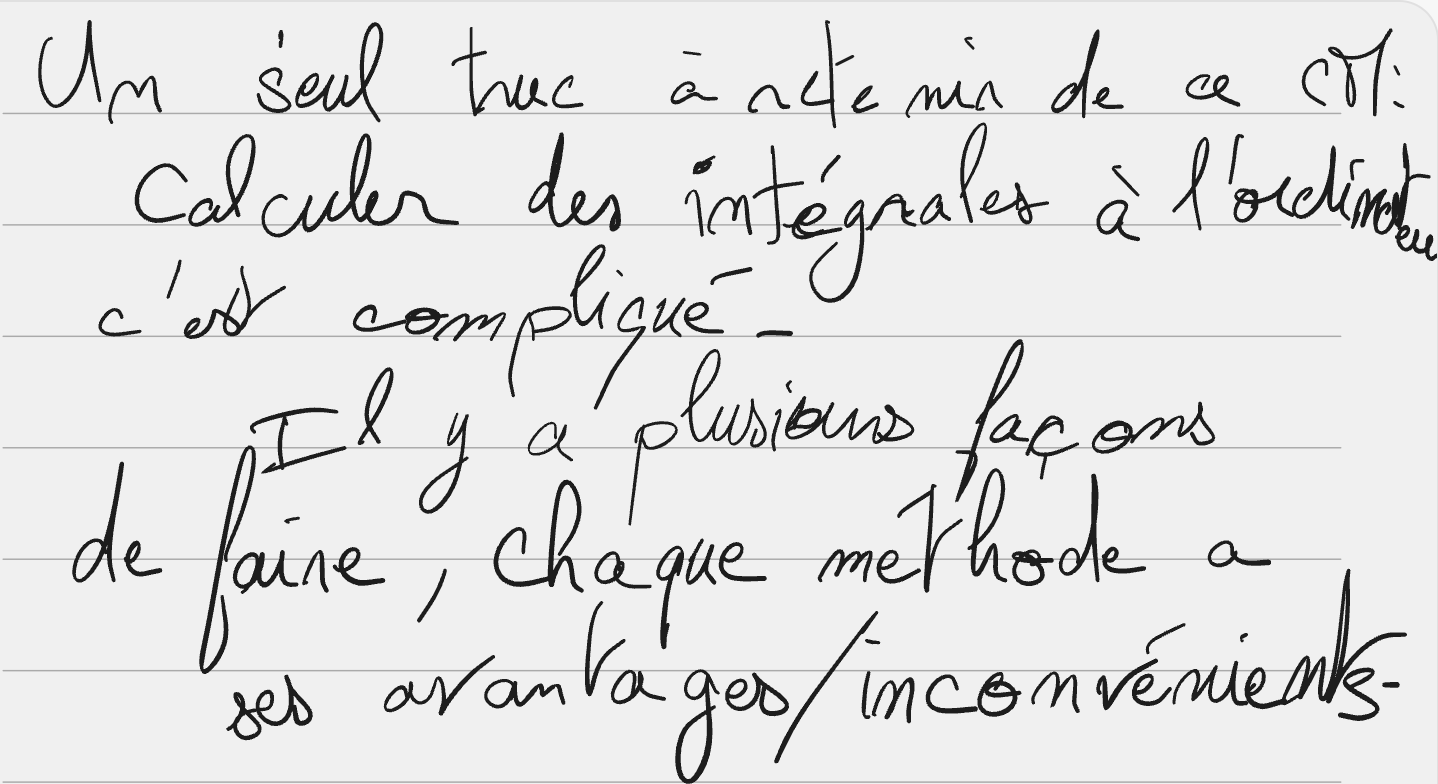 Un seul truc à retenir de ce CM:
Calculer des intégrales à l'ordinateur
c'est compliqué.
Il y a plusieurs façons
de faire, chaque methode a
ses avantages/inconvénients.